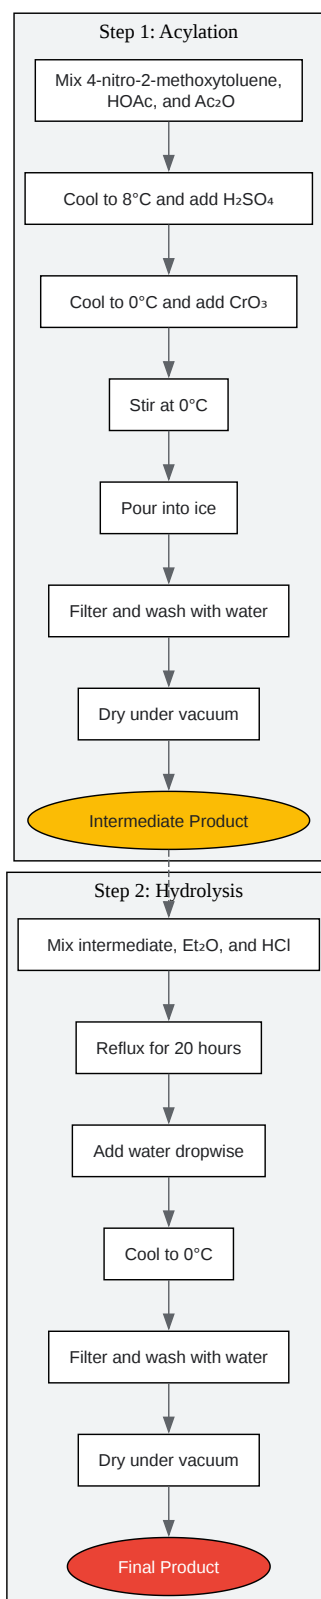 Step 1: Acylation
Mix 4-nitro-2-methoxytoluene,
HOAc, and Ac₂O
Cool to 8°C and add H₂SO₄
Cool to 0°C and add CrO₃
Stir at 0°C
Pour into ice
Filter and wash with water
Dry under vacuum
Intermediate Product
Step 2: Hydrolysis
Mix intermediate, Et₂O, and HCl
Reflux for 20 hours
Add water dropwise
Cool to 0°C
Filter and wash with water
Dry under vacuum
Final Product